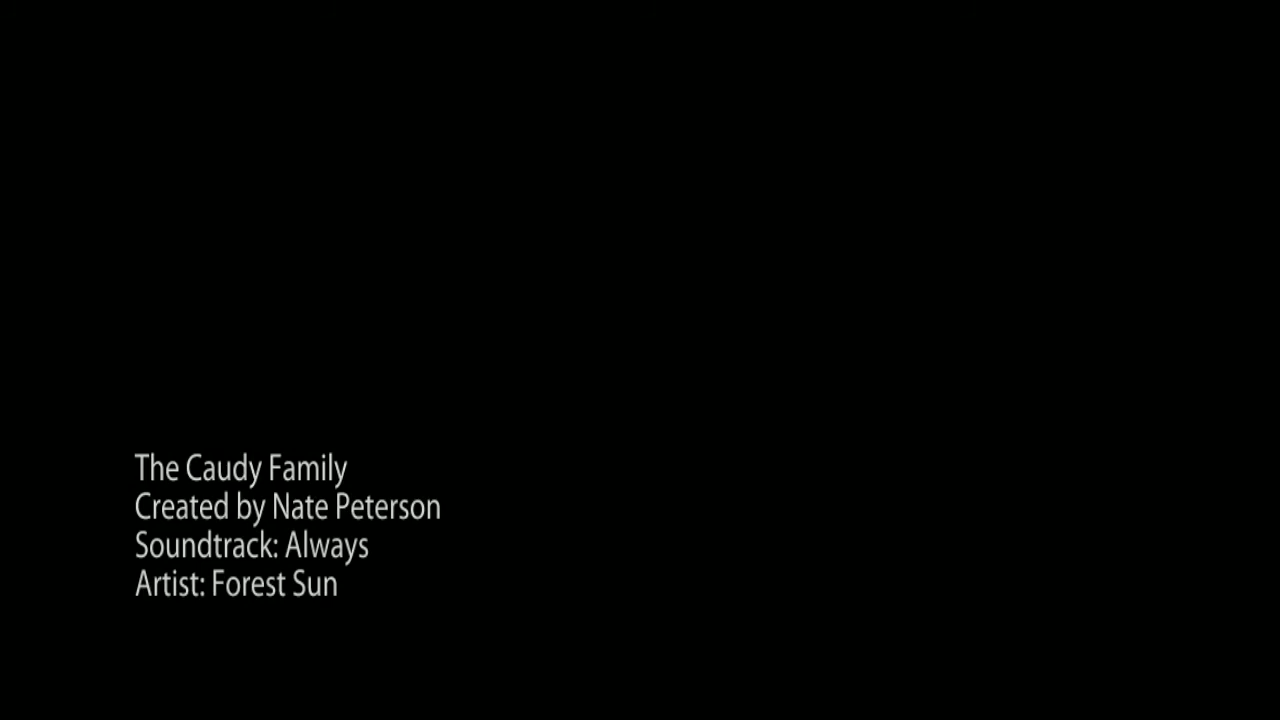 The Caudy Family
Created by Nate Peterson
Soundtrack: Always
Artist: Forest Sun